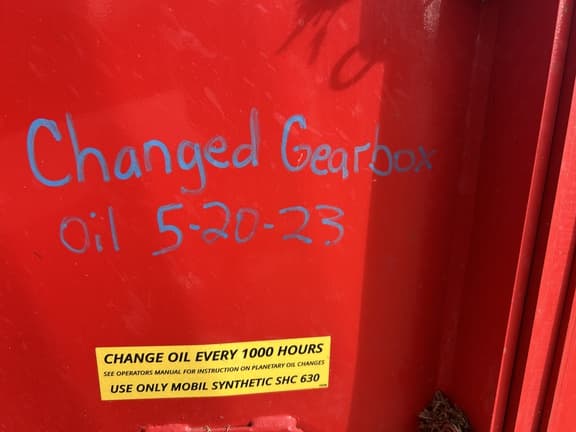 Changed Gearbox
Oil 5-20-23
CHANGE OIL EVERY 1000 HOURS
SEE OPERATORS MANUAL FOR INSTRUCTION ON PLANETARY OIL CHANGES
USE ONLY MOBIL SYNTHETIC SHC 630